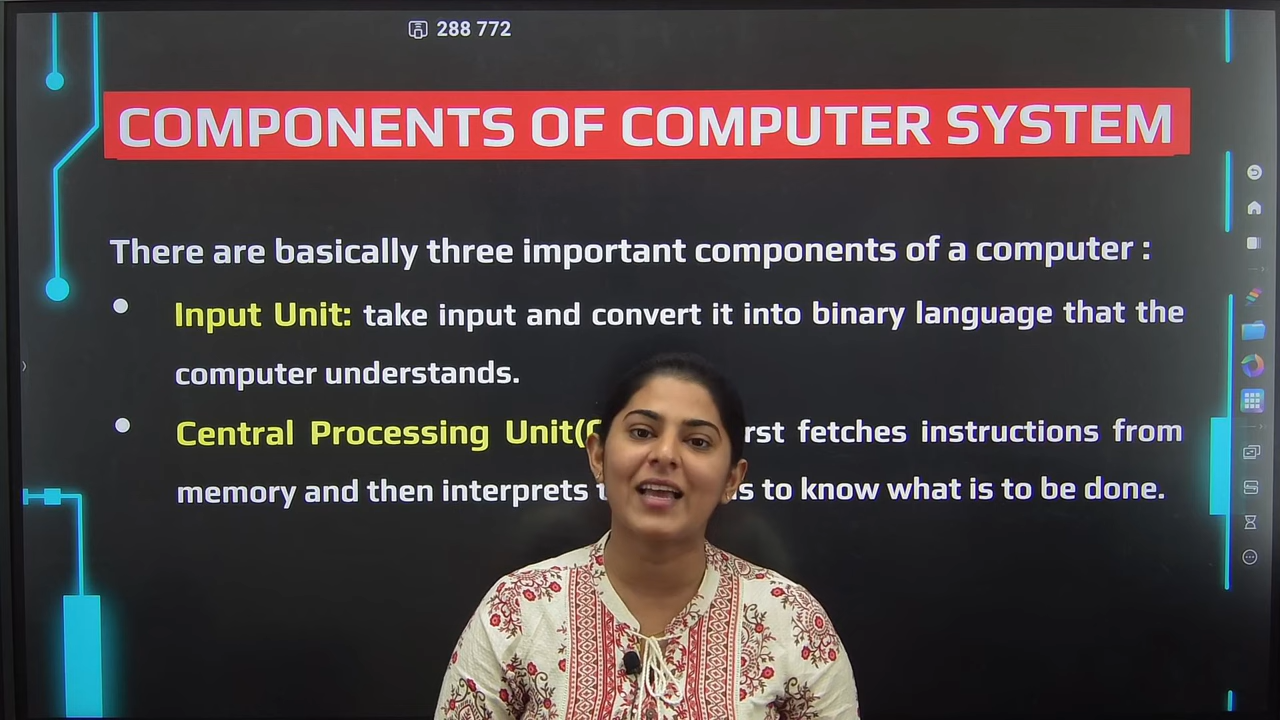 288 772
COMPONENTS OF COMPUTER SYSTEM
There are basically three important components of a computer :
• Input Unit: take input and convert it into binary language that the
computer understands.
• Central Processing Unit( fetches instructions from
memory and then interprets to know what is to be done.